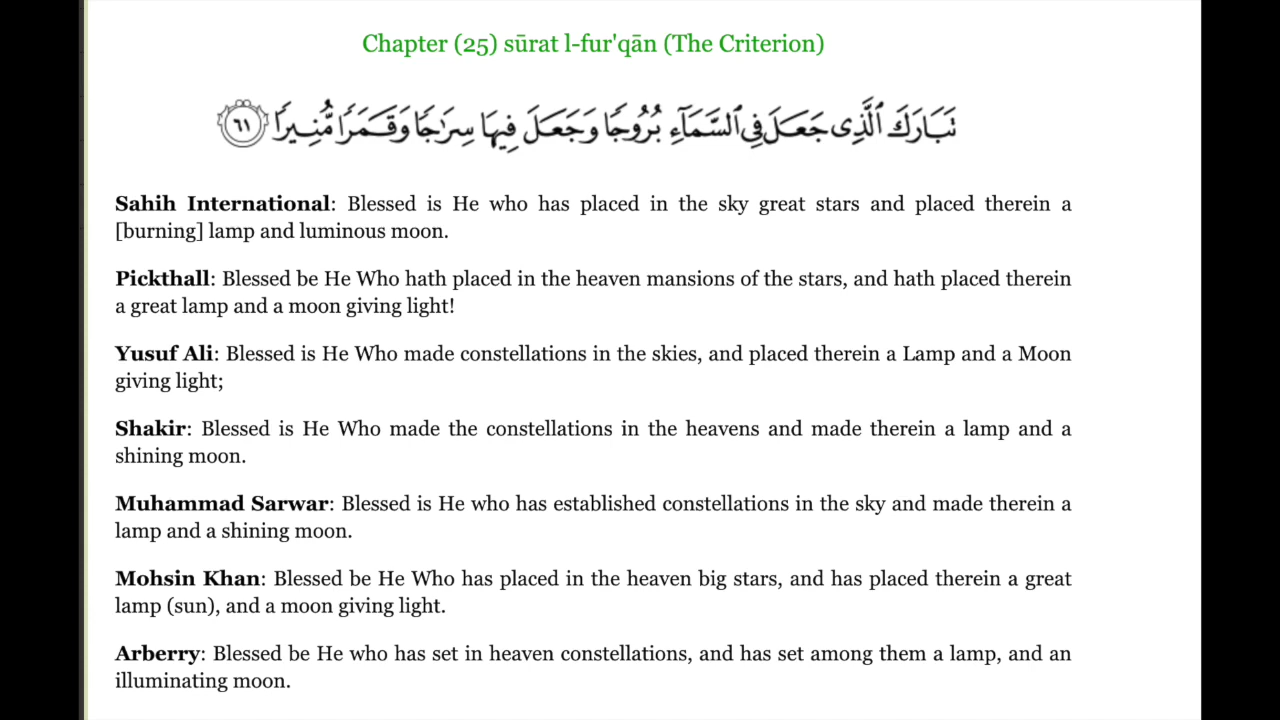 Chapter (25) sūrat l-fur'qān (The Criterion)
تَبَارَكَ ٱلَّذِى جَعَلَ فِى ٱلسَّمَآءِ بُرُوجًا وَجَعَلَ فِيهَا سِرَٰجًا وَقَمَرًا مُّنِيرًا ٦١
Sahih International: Blessed is He who has placed in the sky great stars and placed therein a
[burning] lamp and luminous moon.
Pickthall: Blessed be He Who hath placed in the heaven mansions of the stars, and hath placed therein
a great lamp and a moon giving light!
Yusuf Ali: Blessed is He Who made constellations in the skies, and placed therein a Lamp and a Moon
giving light;
Shakir: Blessed is He Who made the constellations in the heavens and made therein a lamp and a
shining moon.
Muhammad Sarwar: Blessed is He who has established constellations in the sky and made therein a
lamp and a shining moon.
Mohsin Khan: Blessed be He Who has placed in the heaven big stars, and has placed therein a great
lamp (sun), and a moon giving light.
Arberry: Blessed be He who has set in heaven constellations, and has set among them a lamp, and an
illuminating moon.